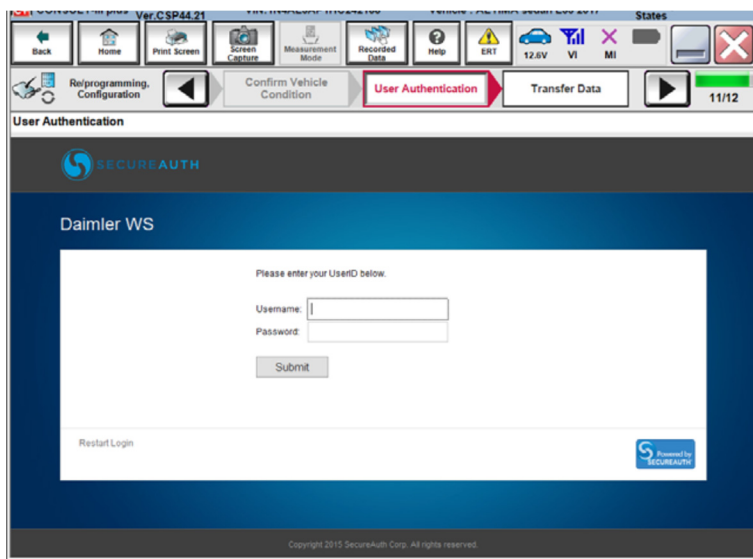 Ver.CSP44.21
States
Back
Home
Print Screen
Screen Capture
Measurement Mode
Recorded Data
Help
ERT
12.6V
VI
MI
Re/programming, Configuration
Confirm Vehicle Condition
User Authentication
Transfer Data
11/12
User Authentication
SECUREAUTH
Daimler WS
Please enter your UserID below.
Username:
Password:
Submit
Restart Login
Powered by
SECUREAUTH
Copyright 2015 SecureAuth Corp. All rights reserved.